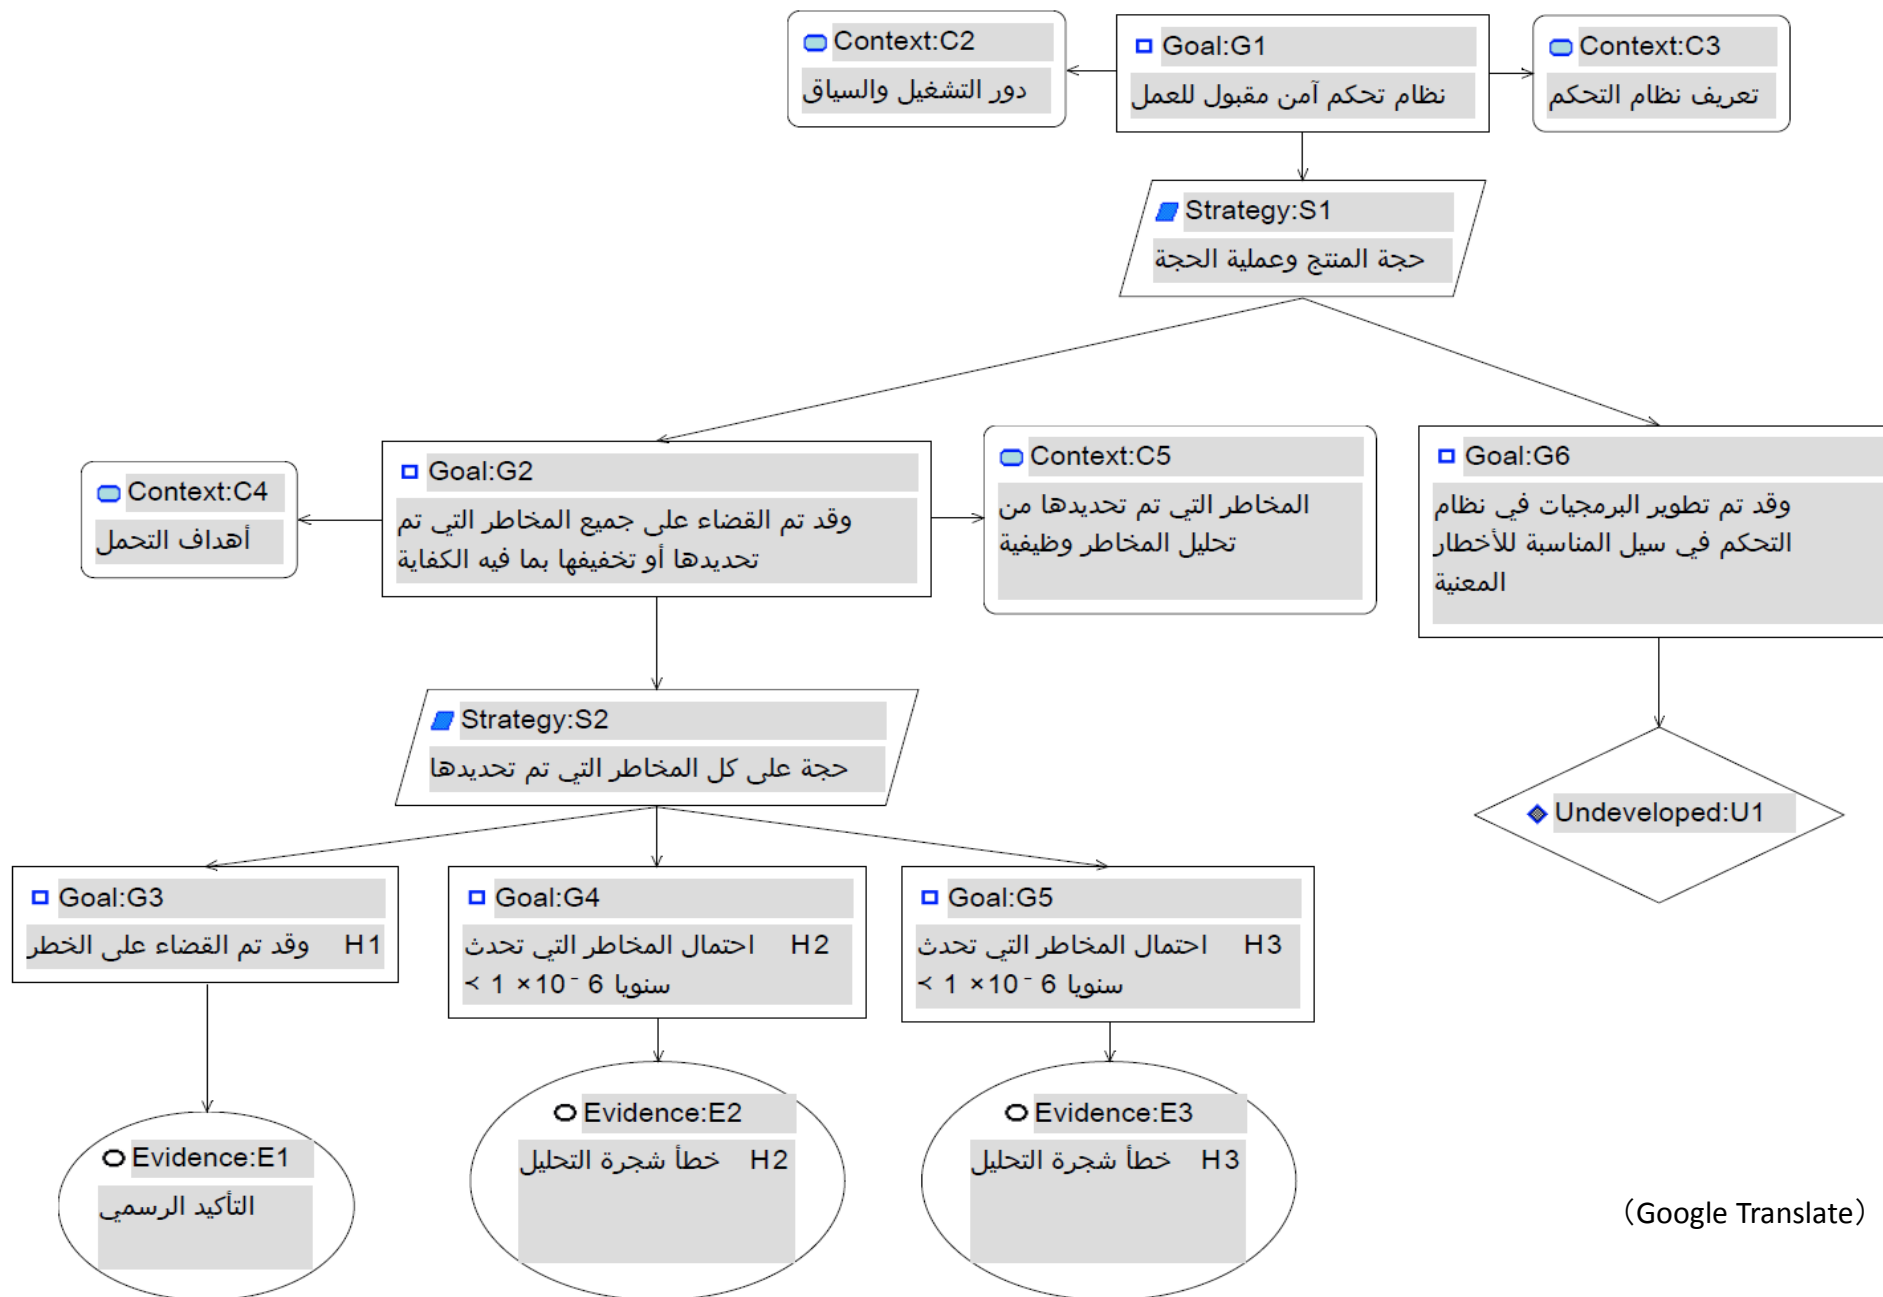 Context:C2
دور التشغيل والسياق
Goal:G1
نظام تحكم آمن مقبول للعمل
Context:C3
تعريف نظام التحكم
Strategy:S1
حجة المنتج وعملية الحجة
Context:C4
أهداف التحمل
Goal:G2
وقد تم القضاء على جميع المخاطر التي تم
تحديدها أو تخفيفها بما فيه الكفاية
Context:C5
المخاطر التي تم تحديدها من
تحليل المخاطر وظيفية
Goal:G6
وقد تم تطوير البرمجيات في نظام
التحكم في سيل المناسبة للأخطار
المعنية
Strategy:S2
حجة على كل المخاطر التي تم تحديدها
Undeveloped:U1
Goal:G3
وقد تم القضاء على الخطر H1
Goal:G4
احتمال المخاطر التي تحدث H2
سنويا < 1 ×10⁻ 6
Goal:G5
احتمال المخاطر التي تحدث H3
سنويا < 1 ×10⁻ 6
Evidence:E1
التأكيد الرسمي
Evidence:E2
خطأ شجرة التحليل H2
Evidence:E3
خطأ شجرة التحليل H3
(Google Translate)